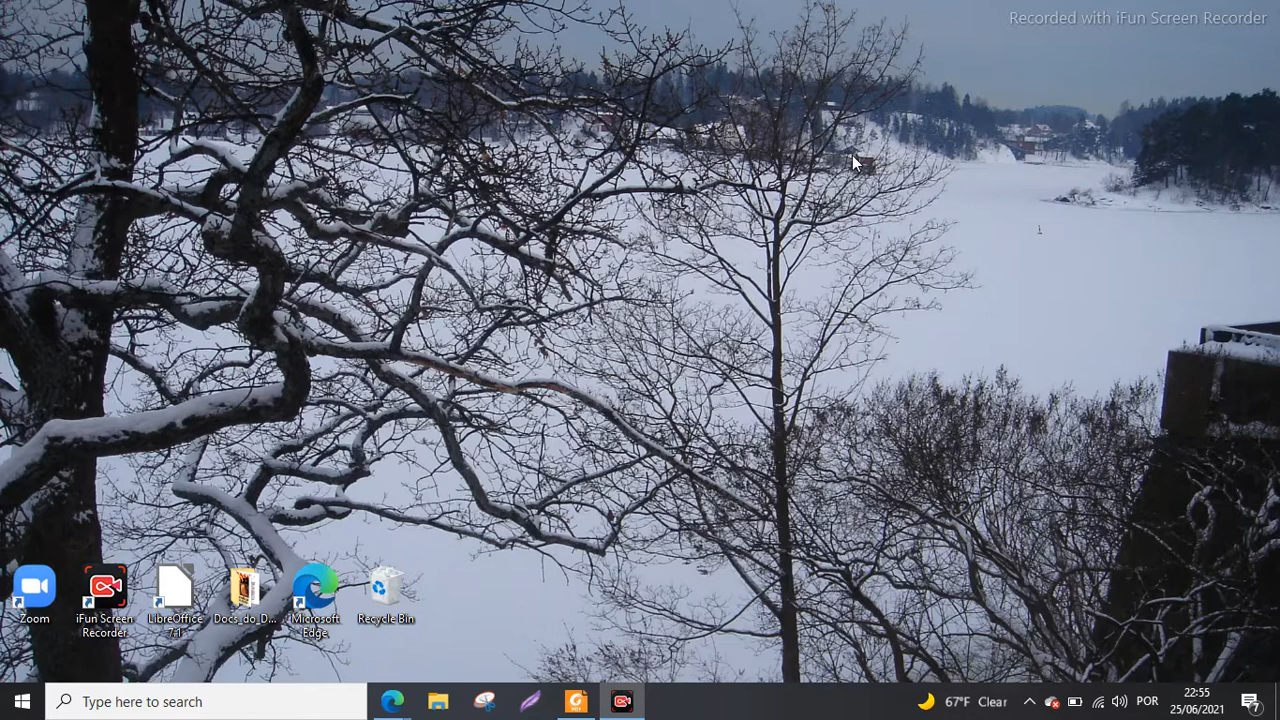 Recorded with iFun Screen Recorder
Zoom
iFun Screen
Recorder
LibreOffice
7.1
Docs_do_D...
Microsoft
Edge
Recycle Bin
Type here to search
PDF
67°F Clear
POR
22:55
25/06/2021
7